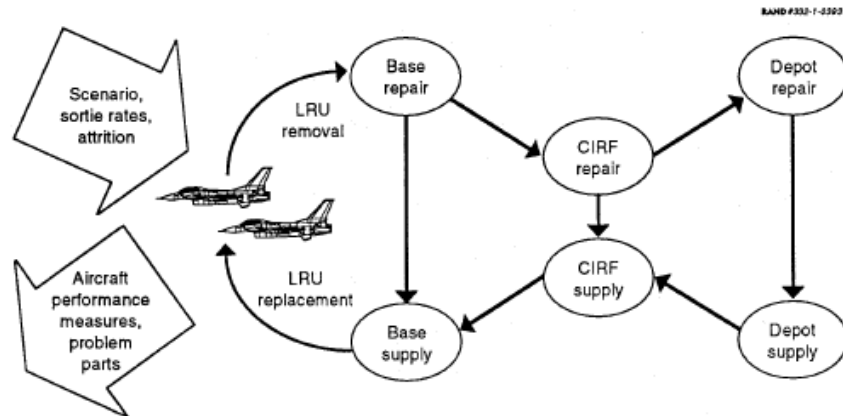 RAND #332-1-0393
Scenario,
sortie rates,
attrition
LRU
removal
Base
repair
CIRF
repair
Depot
repair
Aircraft
performance
measures,
problem
parts
LRU
replacement
Base
supply
CIRF
supply
Depot
supply